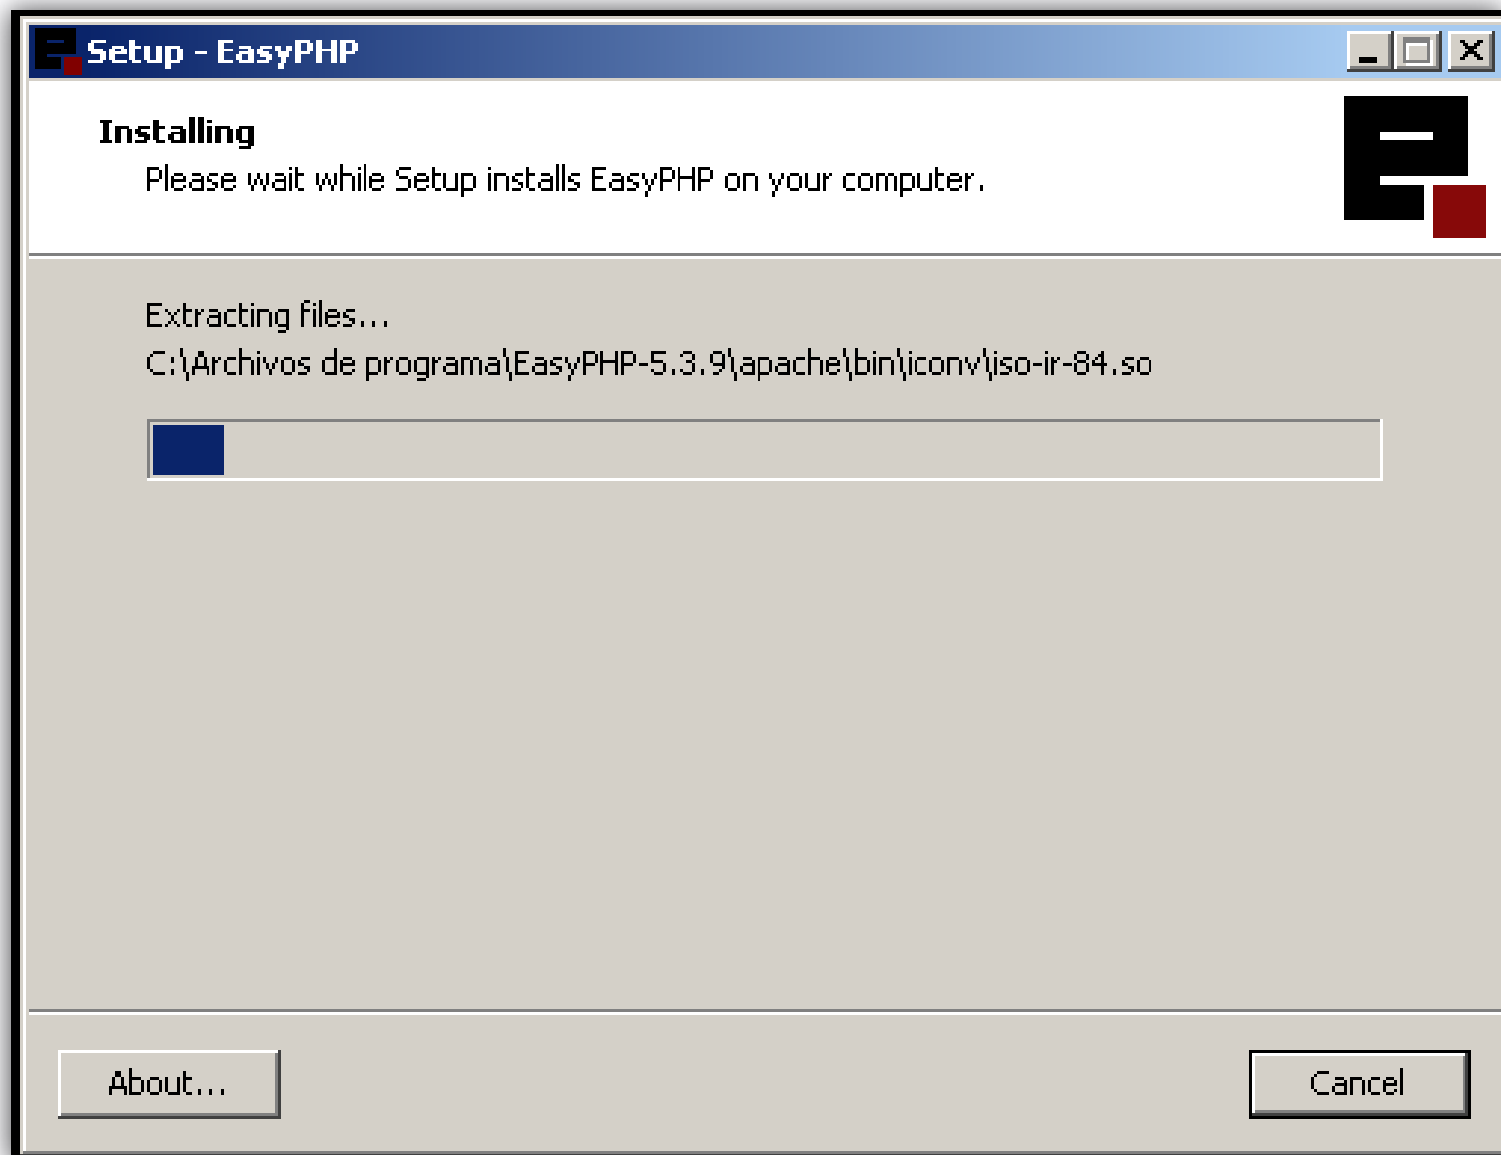 Setup - EasyPHP
Installing
Please wait while Setup installs EasyPHP on your computer.
Extracting files...
C:\Archivos de programa\EasyPHP-5.3.9\apache\bin\iconv\iso-ir-84.so
About...
Cancel